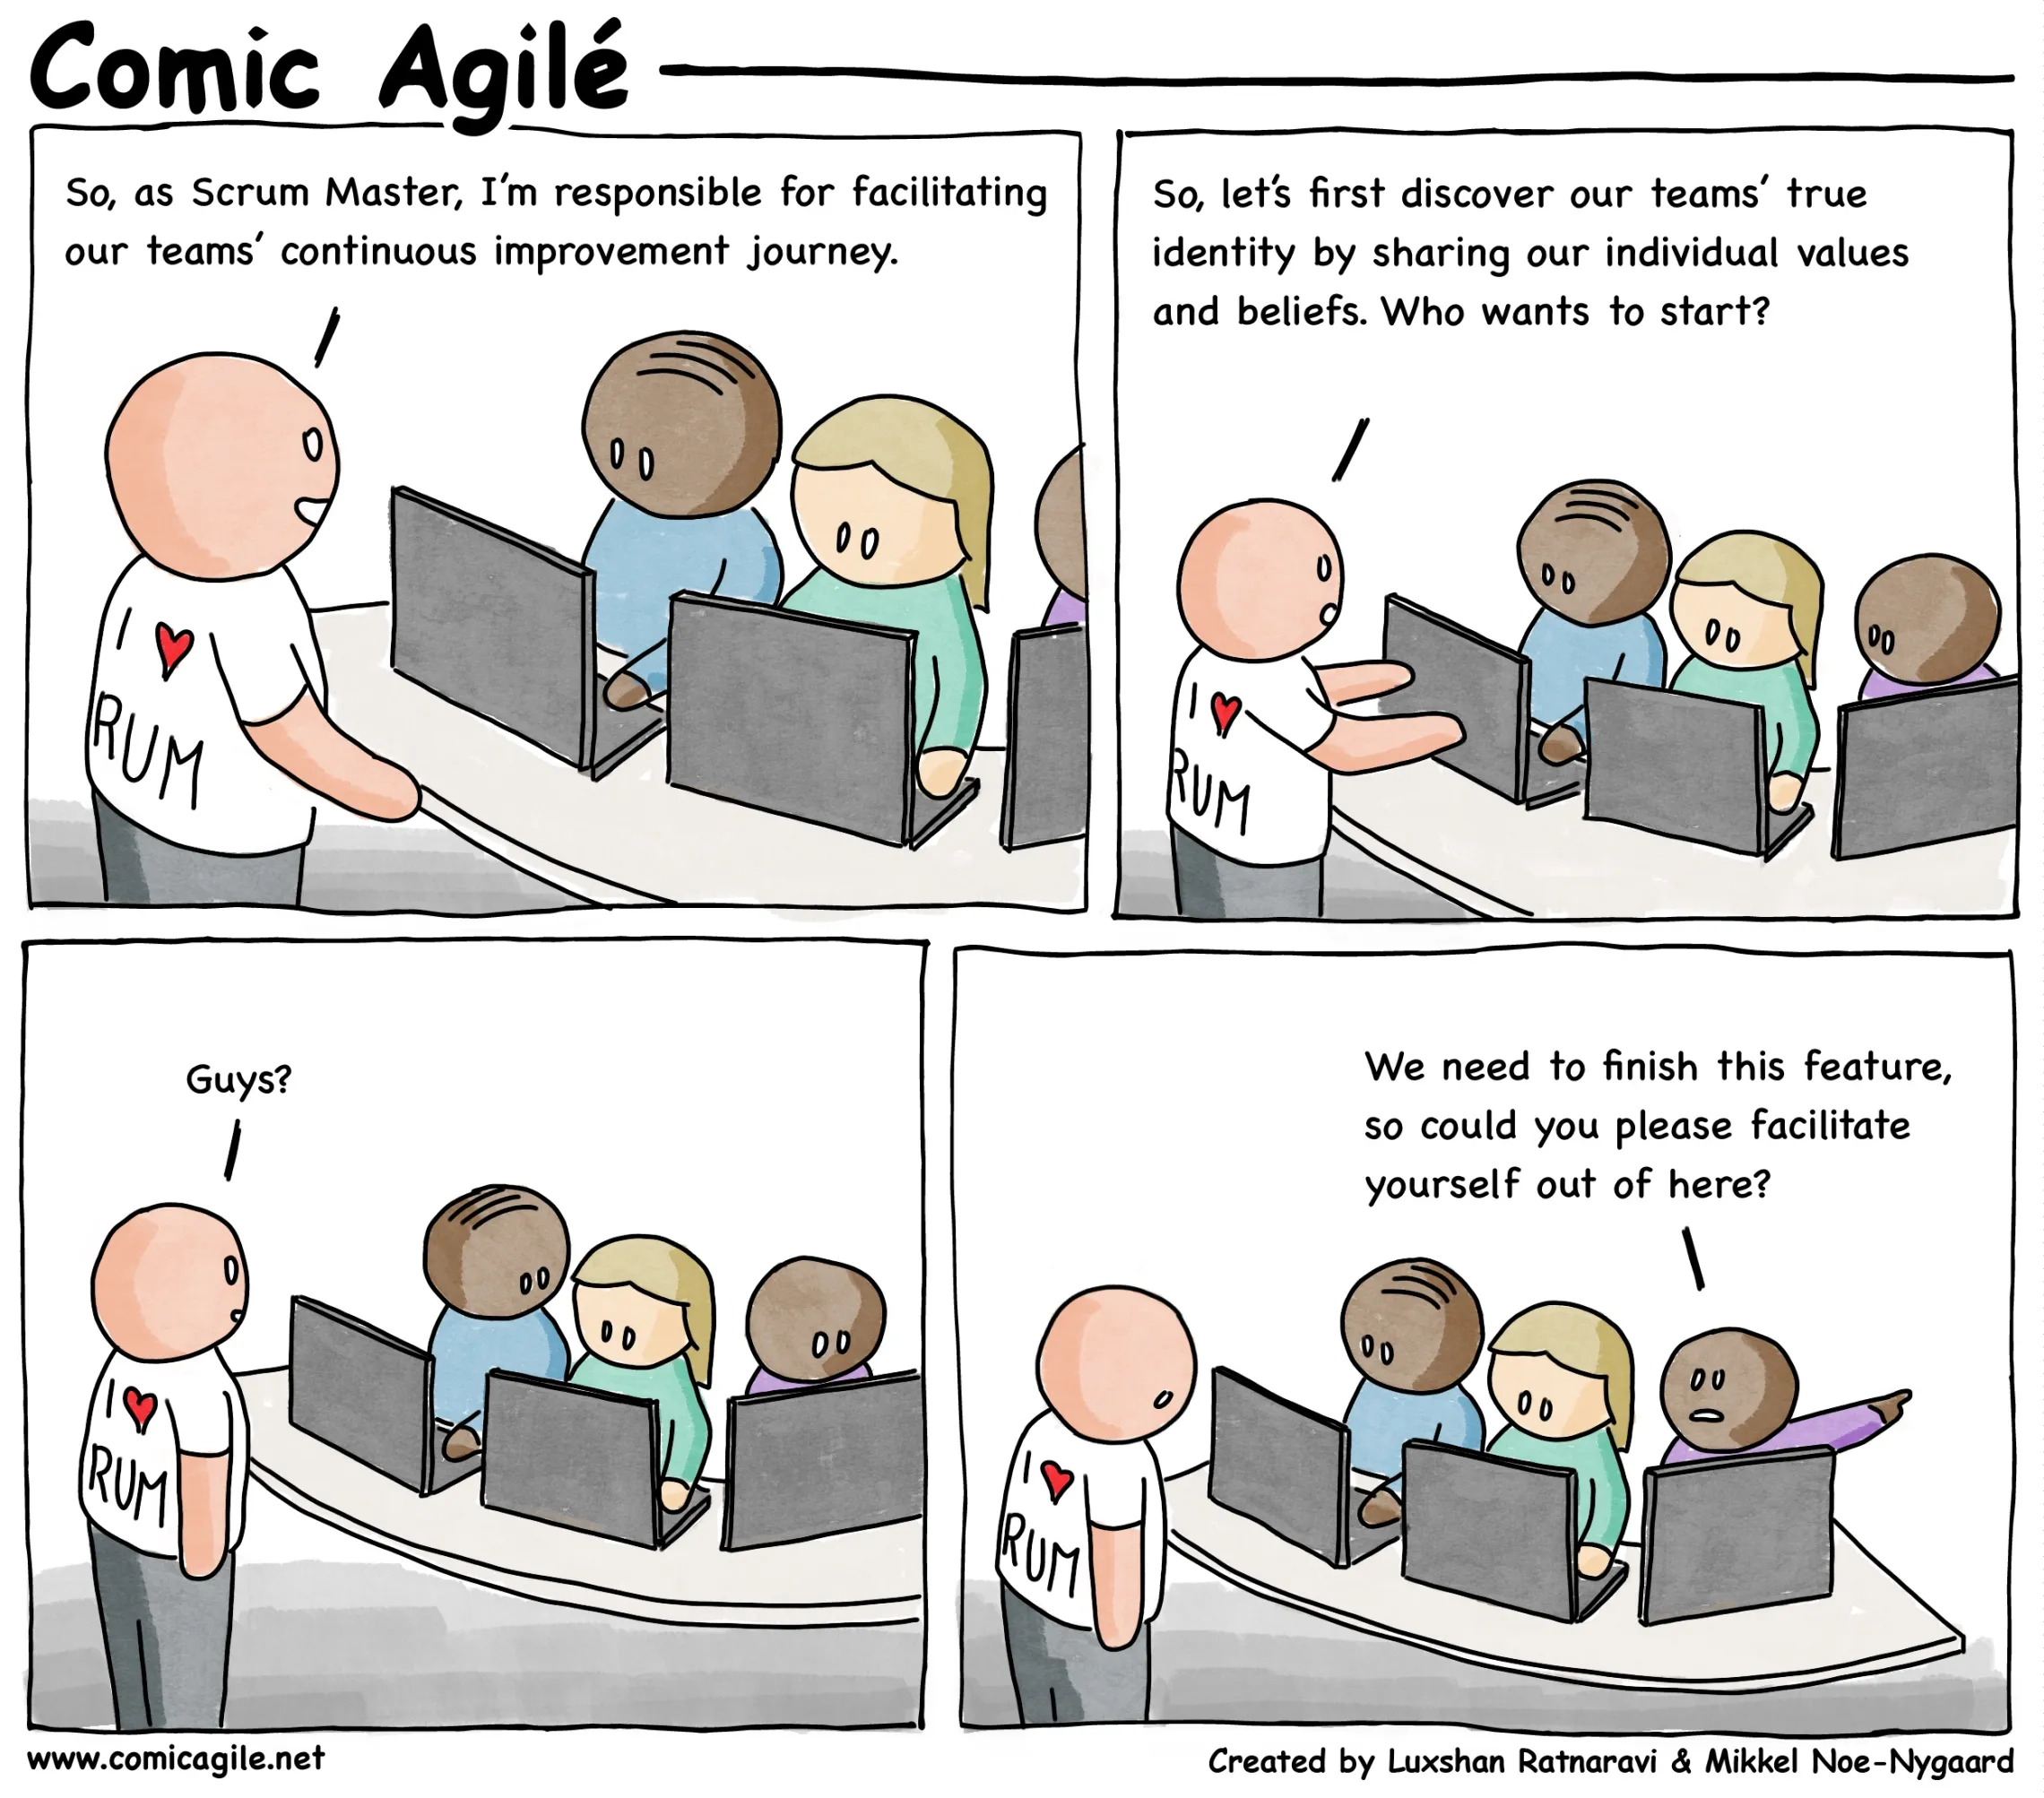 Comic Agilé
So, as Scrum Master, I'm responsible for facilitating
our teams' continuous improvement journey.
I ♥
RUM
So, let's first discover our teams' true
identity by sharing our individual values
and beliefs. Who wants to start?
I ♥
RUM
Guys?
I ♥
RUM
We need to finish this feature,
so could you please facilitate
yourself out of here?
I ♥
RUM
www.comicagile.net
Created by Luxshan Ratnaravi & Mikkel Noe-Nygaard